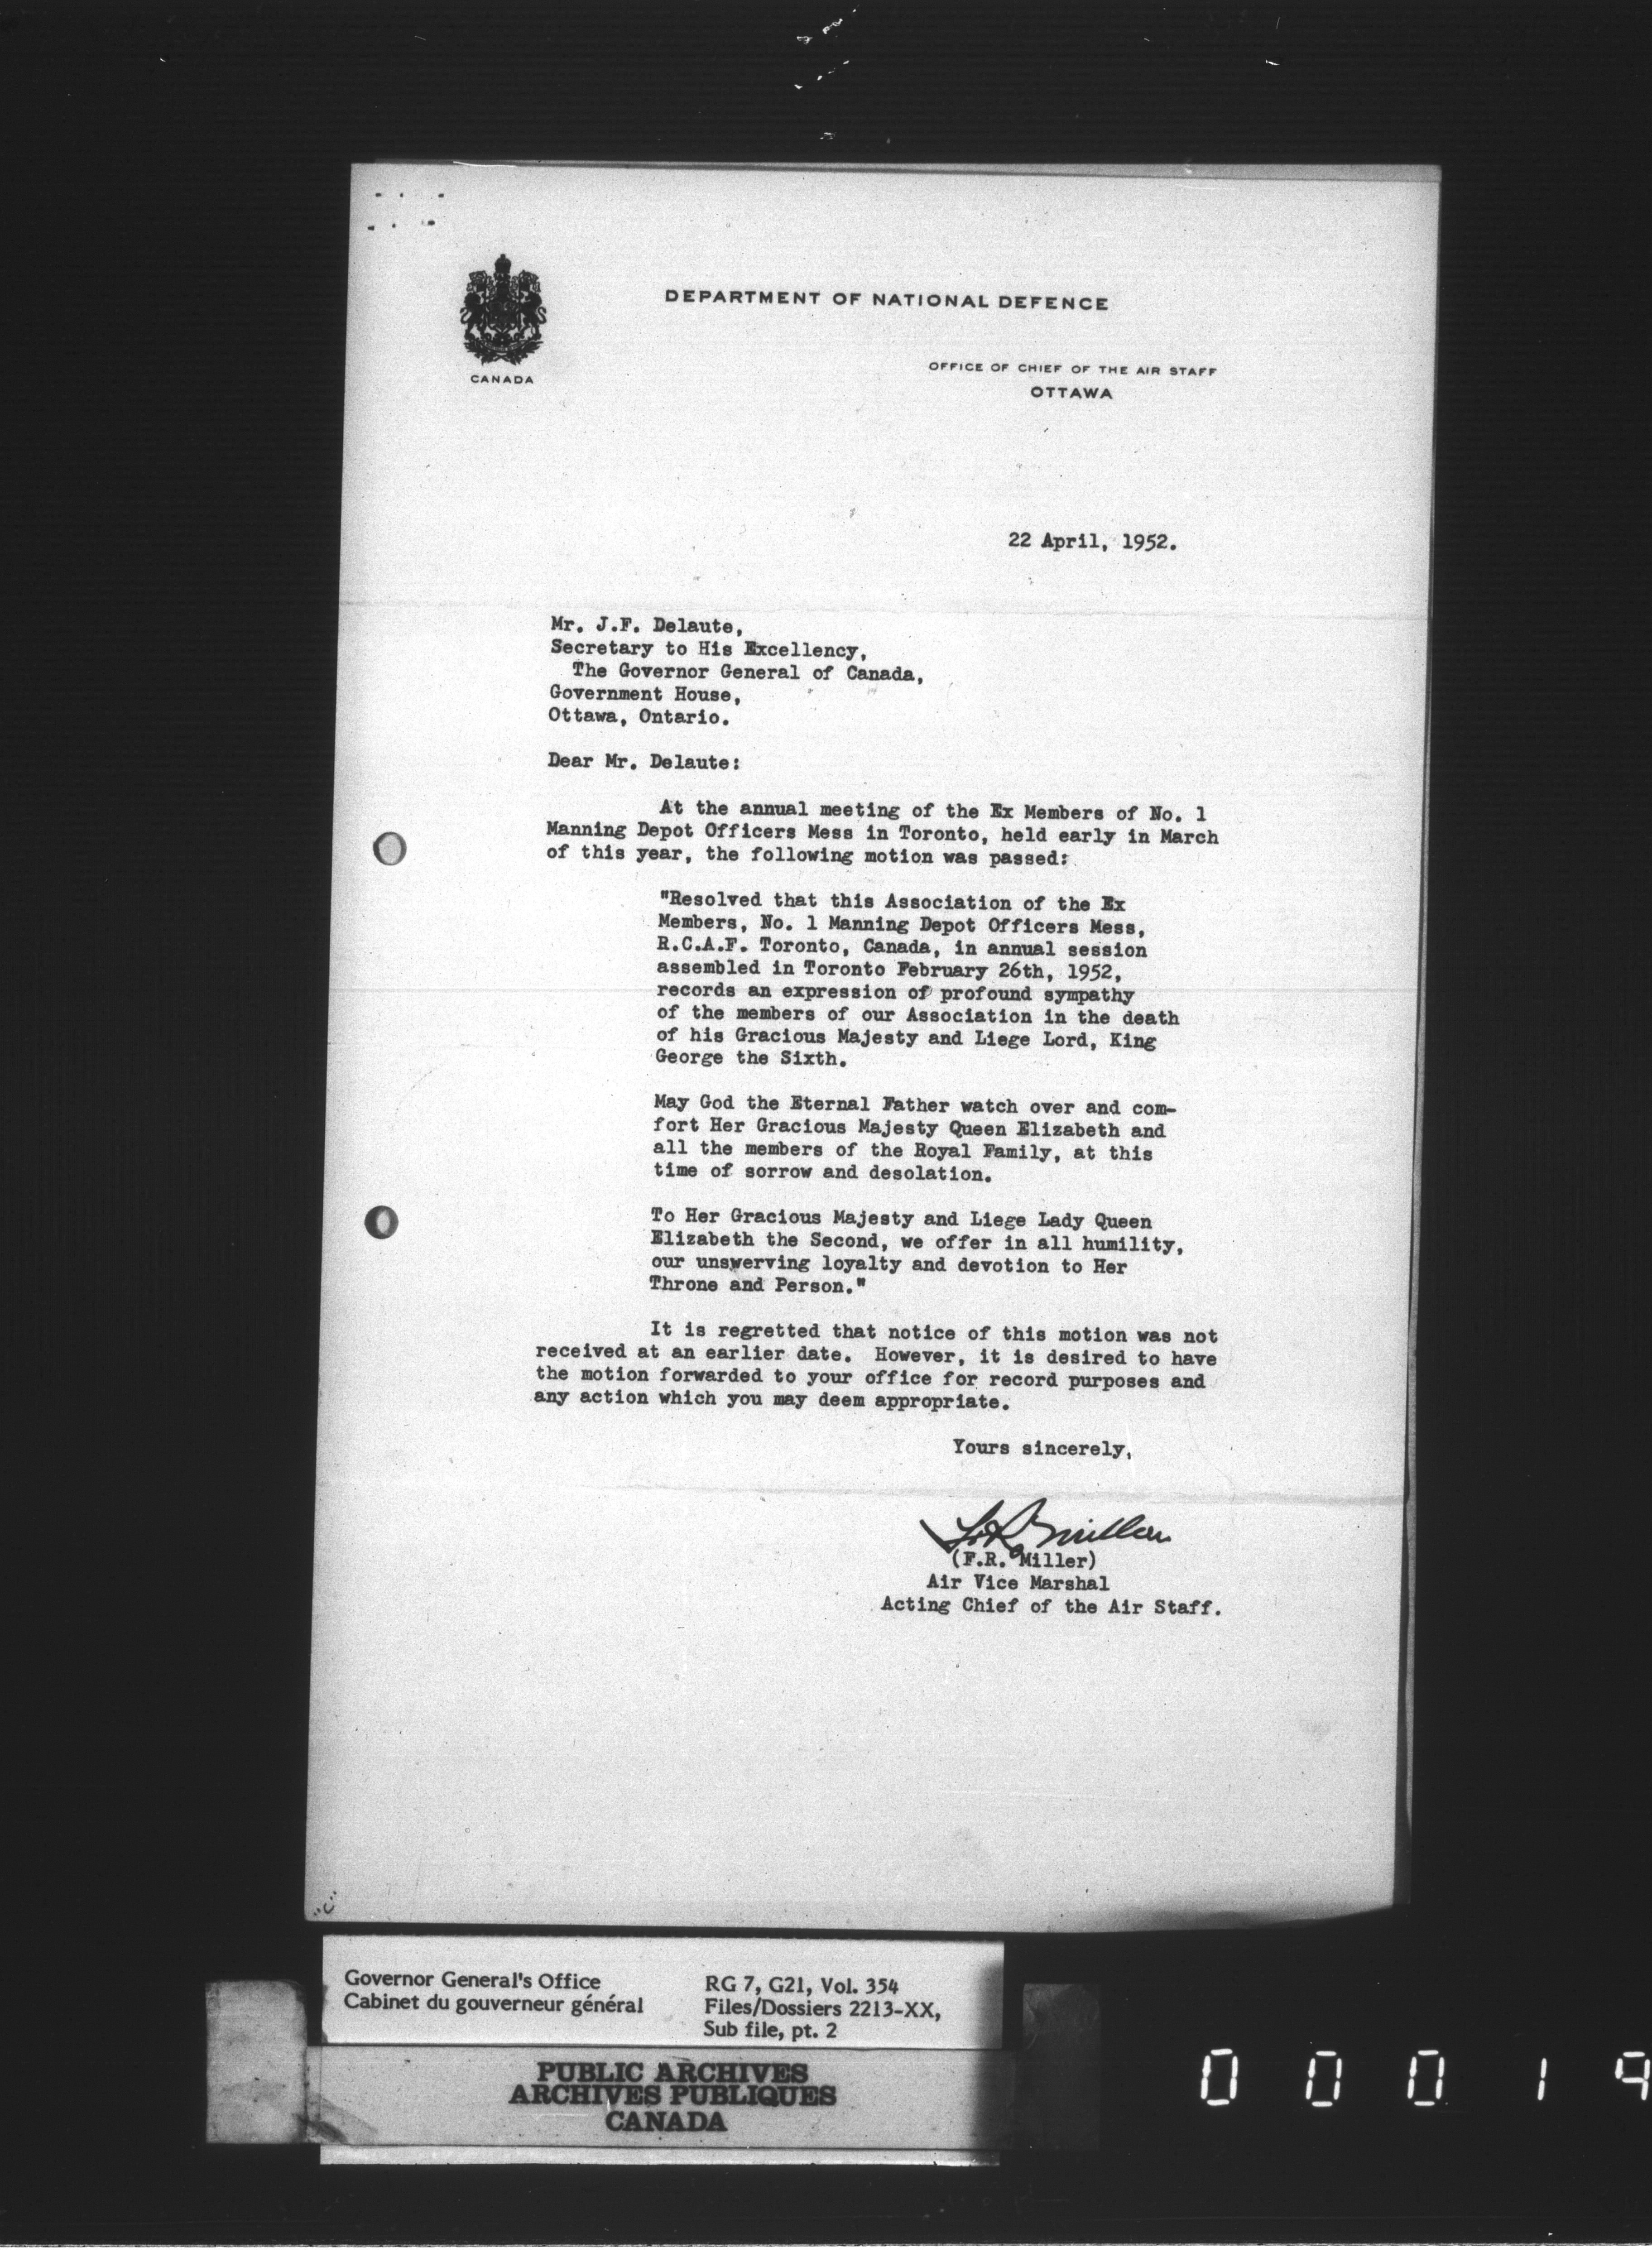 CANADA
DEPARTMENT OF NATIONAL DEFENCE
OFFICE OF CHIEF OF THE AIR STAFF
OTTAWA
22 April, 1952.
Mr. J.F. Delaute,
Secretary to His Excellency,
The Governor General of Canada,
Government House,
Ottawa, Ontario.
Dear Mr. Delaute:
At the annual meeting of the Ex Members of No. 1
Manning Depot Officers Mess in Toronto, held early in March
of this year, the following motion was passed:
"Resolved that this Association of the Ex
Members, No. 1 Manning Depot Officers Mess,
R.C.A.F. Toronto, Canada, in annual session
assembled in Toronto February 26th, 1952,
records an expression of profound sympathy
of the members of our Association in the death
of his Gracious Majesty and Liege Lord, King
George the Sixth.
May God the Eternal Father watch over and com-
fort Her Gracious Majesty Queen Elizabeth and
all the members of the Royal Family, at this
time of sorrow and desolation.
To Her Gracious Majesty and Liege Lady Queen
Elizabeth the Second, we offer in all humility,
our unswerving loyalty and devotion to Her
Throne and Person."
It is regretted that notice of this motion was not
received at an earlier date. However, it is desired to have
the motion forwarded to your office for record purposes and
any action which you may deem appropriate.
Yours sincerely,
F.R. Miller
(F.R. Miller)
Air Vice Marshal
Acting Chief of the Air Staff.
Governor General's Office
Cabinet du gouverneur général
RG 7, G21, Vol. 354
Files/Dossiers 2213-XX,
Sub file, pt. 2
PUBLIC ARCHIVES
ARCHIVES PUBLIQUES
CANADA
0 0 0 1 9